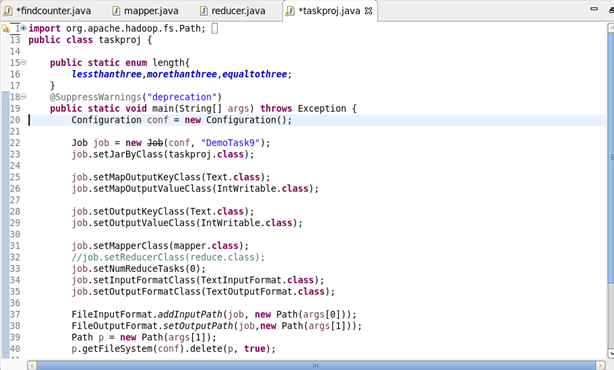 *findcounter.java mapper.java reducer.java *taskproj.java
1 import org.apache.hadoop.fs.Path;
13 public class taskproj {
14
15 public static enum length{
16 lessthanthree,morethanthree,equaltothree;
17 }
18 @SuppressWarnings("deprecation")
19 public static void main(String[] args) throws Exception {
20 Configuration conf = new Configuration();
21
22 Job job = new Job(conf, "DemoTask9");
23 job.setJarByClass(taskproj.class);
24
25 job.setMapOutputKeyClass(Text.class);
26 job.setMapOutputValueClass(IntWritable.class);
27
28 job.setOutputKeyClass(Text.class);
29 job.setOutputValueClass(IntWritable.class);
30
31 job.setMapperClass(mapper.class);
32 //job.setReducerClass(reduce.class);
33 job.setNumReduceTasks(0);
34 job.setInputFormatClass(TextInputFormat.class);
35 job.setOutputFormatClass(TextOutputFormat.class);
36
37 FileInputFormat.addInputPath(job, new Path(args[0]));
38 FileOutputFormat.setOutputPath(job,new Path(args[1]));
39 Path p = new Path(args[1]);
40 p.getFileSystem(conf).delete(p, true);